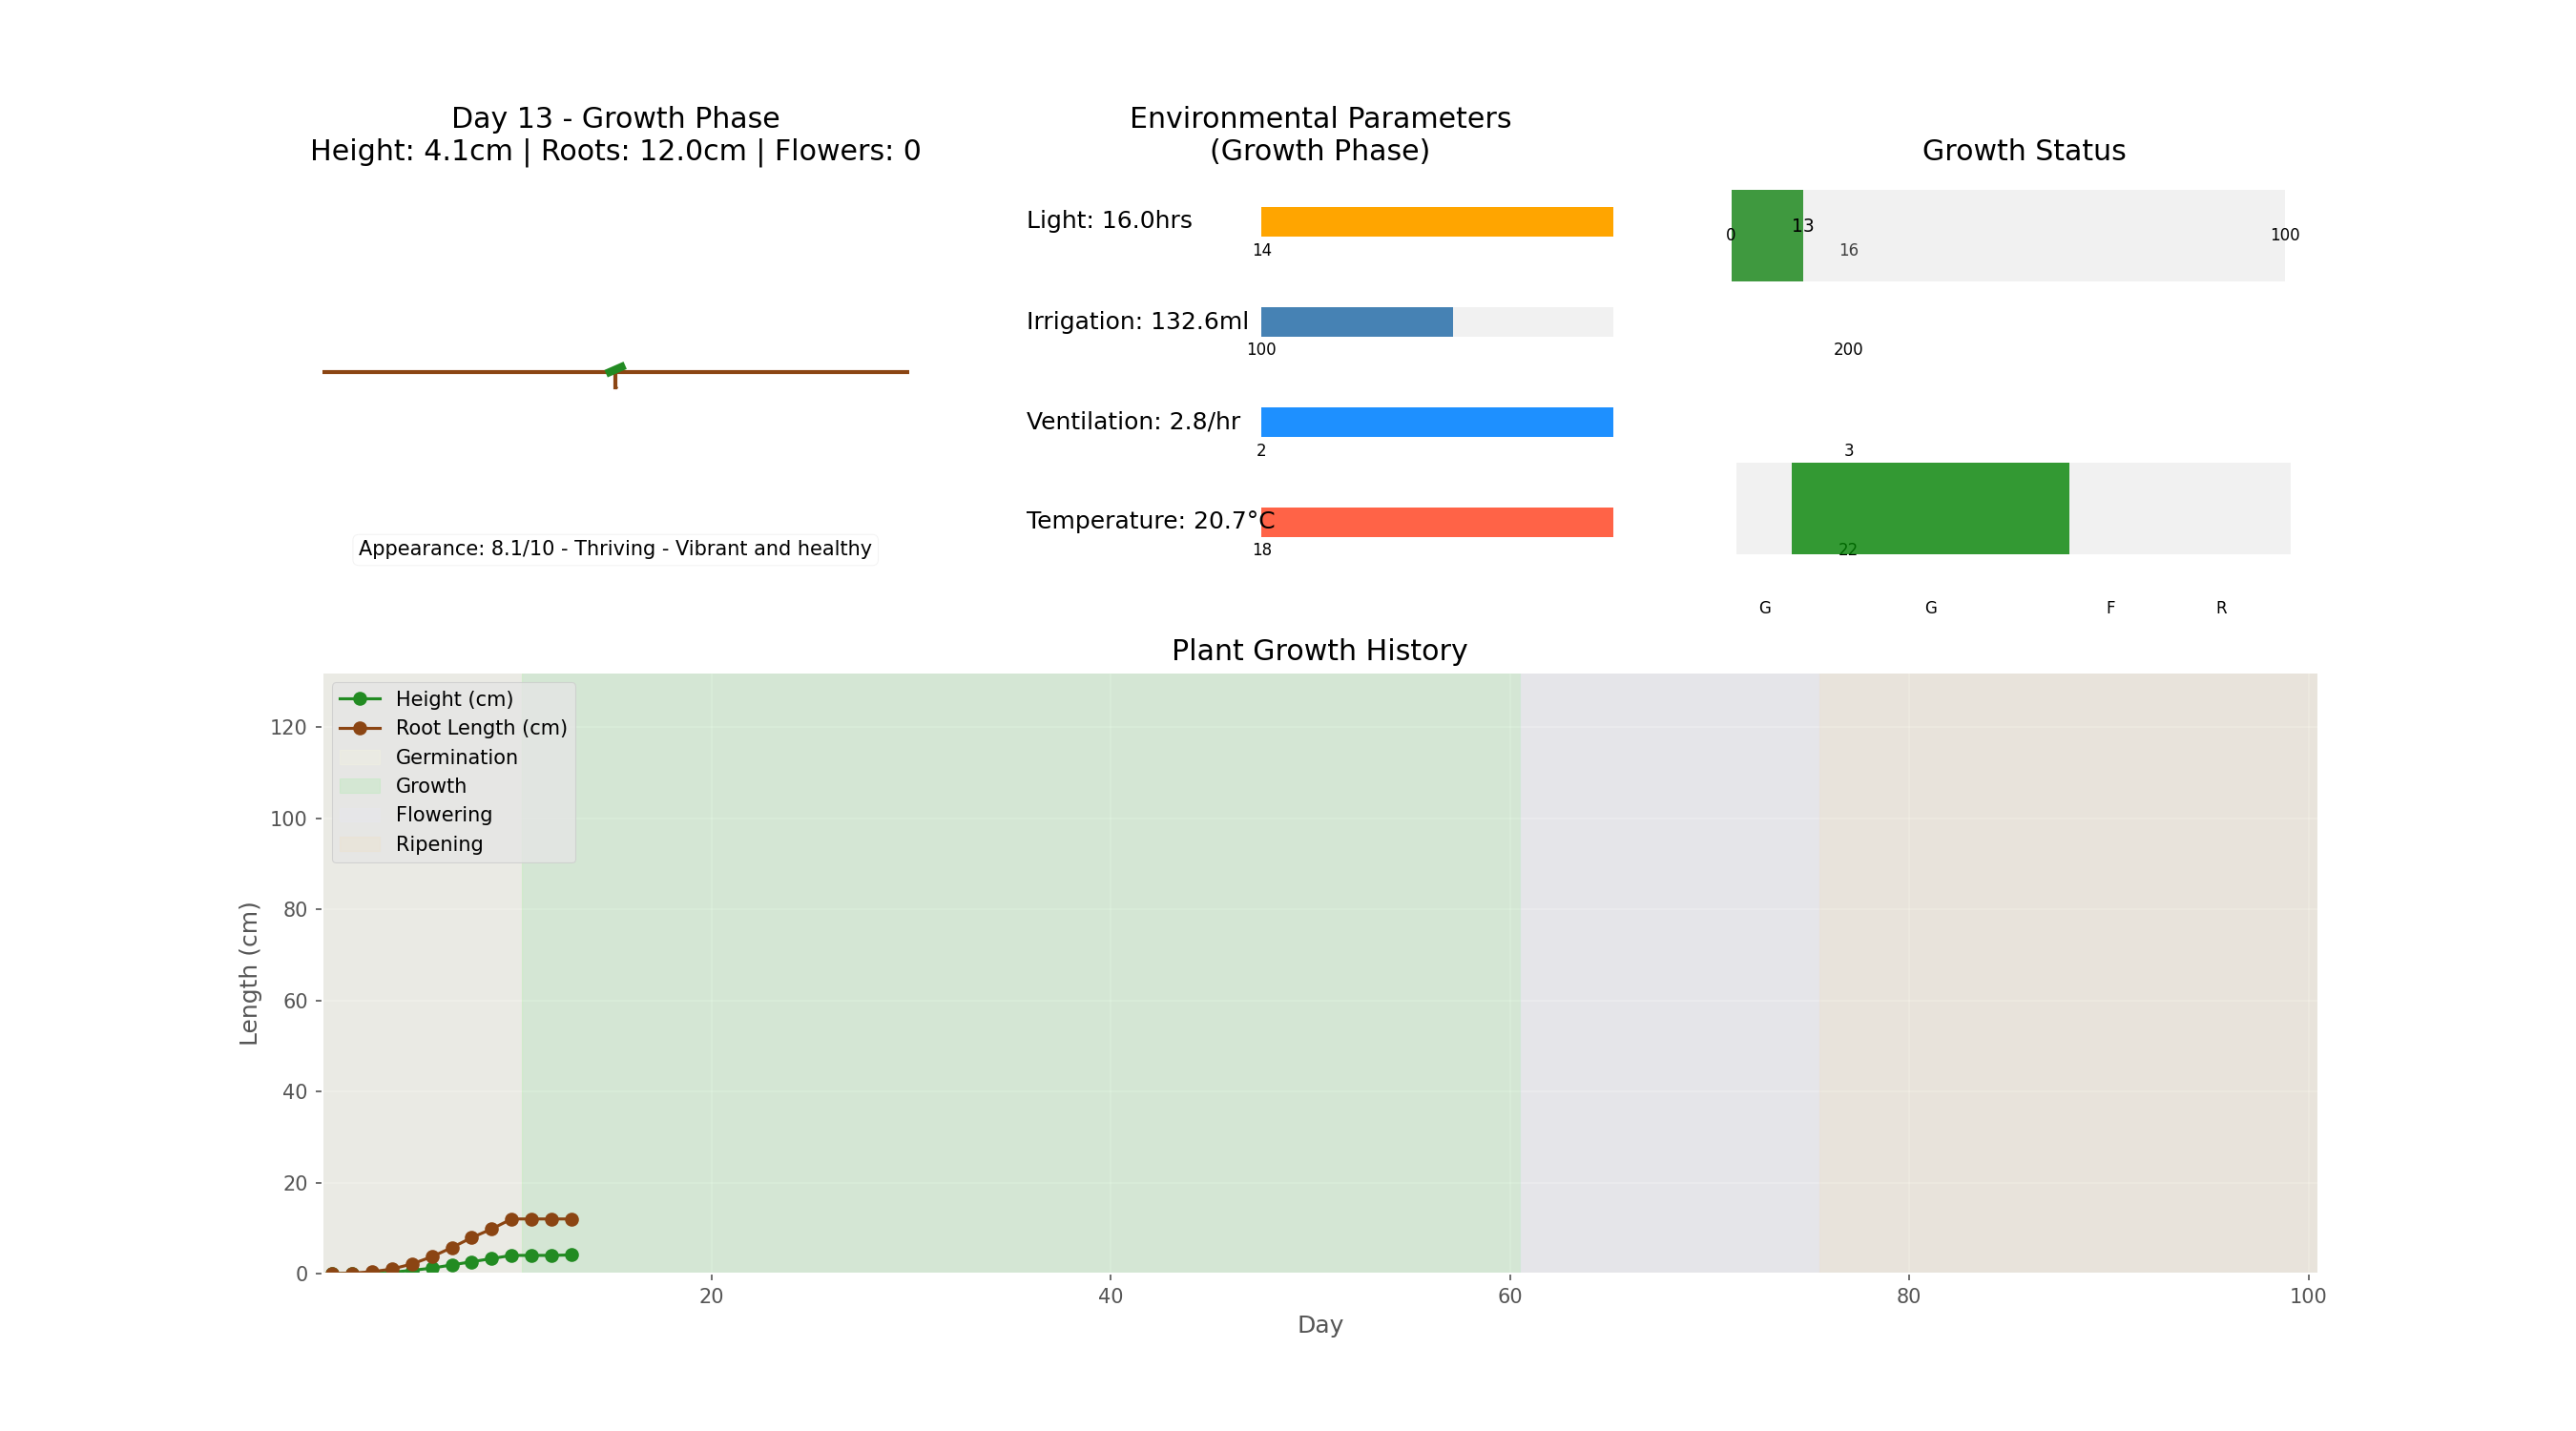 Day 13 - Growth Phase
Height: 4.1cm | Roots: 12.0cm | Flowers: 0
Appearance: 8.1/10 - Thriving - Vibrant and healthy
Environmental Parameters
(Growth Phase)
Light: 16.0hrs
14
16
Irrigation: 132.6ml
100
200
Ventilation: 2.8/hr
2
3
Temperature: 20.7°C
18
22
Growth Status
0
13
100
G
G
F
R
Plant Growth History
Height (cm)
Root Length (cm)
Germination
Growth
Flowering
Ripening
Length (cm)
120
100
80
60
40
20
0
20
40
60
80
100
Day